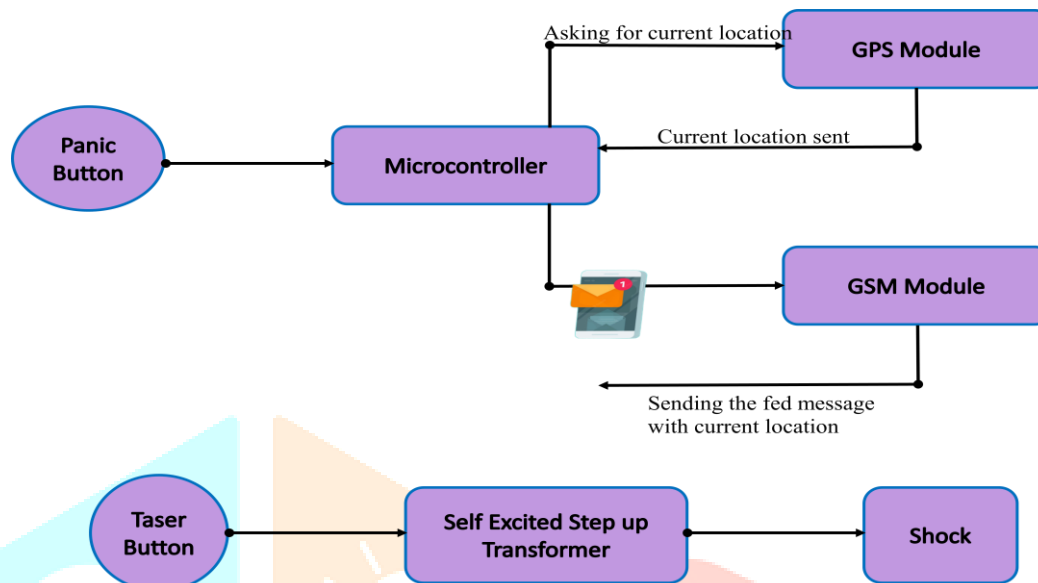 Asking for current location
GPS Module
Current location sent
Panic
Button
Microcontroller
1
GSM Module
Sending the fed message
with current location
Taser
Button
Self Excited Step up
Transformer
Shock